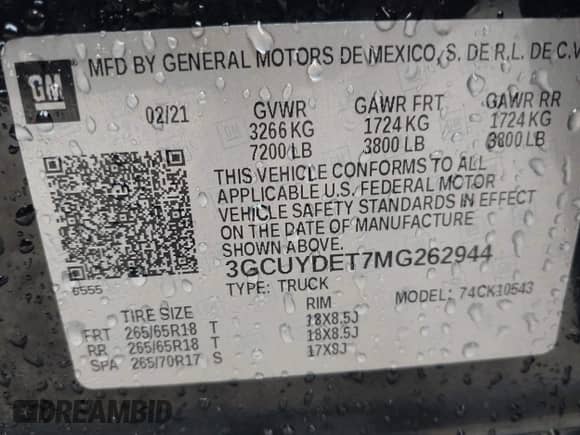 GM
MFD BY GENERAL MOTORS DE MEXICO, S. DE R.L. DE C.V
02/21 GVWR GAWR FRT GAWR RR
3266 KG 1724 KG 1724 KG
7200 LB 3800 LB 3800 LB
THIS VEHICLE CONFORMS TO ALL
APPLICABLE U.S. FEDERAL MOTOR
VEHICLE SAFETY STANDARDS IN EFFECT
ON THE DATE OF MANUFACTURE
SHOWN ABOVE.
6555 3GCUYDET7MG262944
TYPE: TRUCK MODEL: 74CK10543
TIRE SIZE RIM
FRT 265/65R18 T 18X8.5J
RR 265/65R18 T 18X8.5J
SPA 265/70R17 S 17X8J
DREAMBID